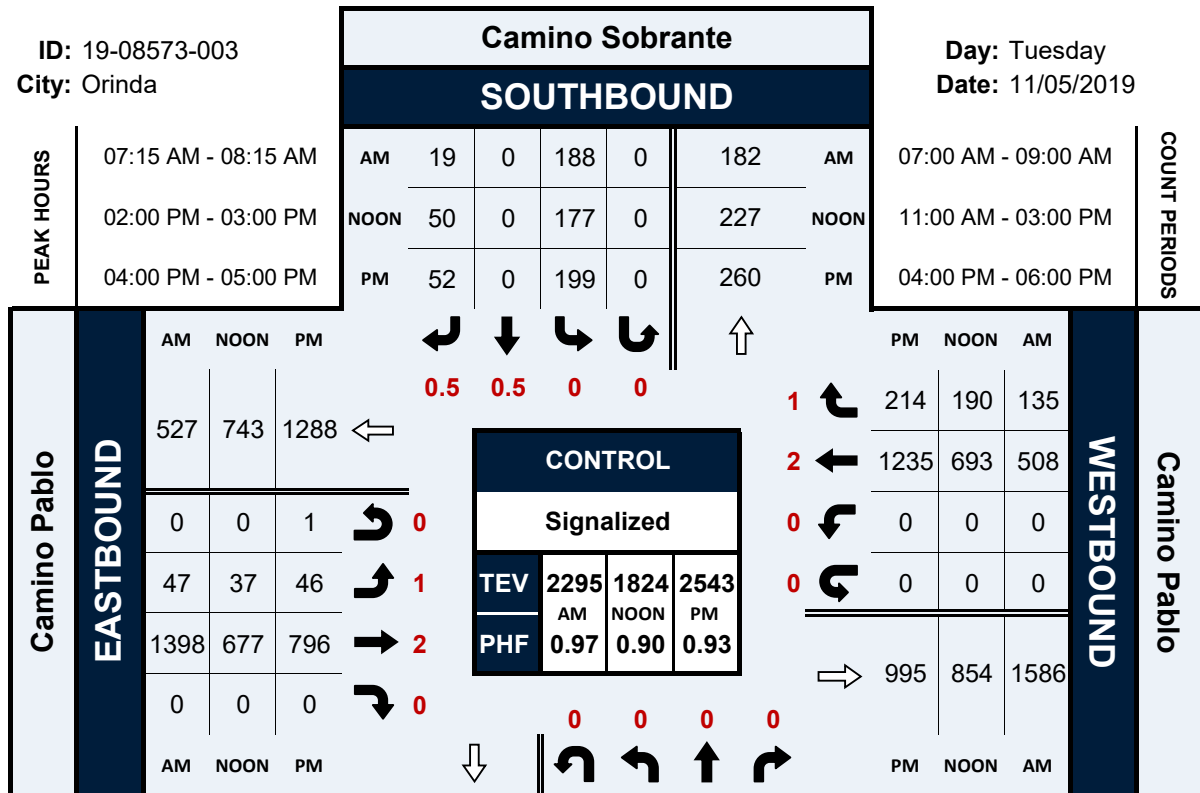 ID: 19-08573-003
City: Orinda
Camino Sobrante
SOUTHBOUND
Day: Tuesday
Date: 11/05/2019
PEAK HOURS
07:15 AM - 08:15 AM
02:00 PM - 03:00 PM
04:00 PM - 05:00 PM
AM 19 0 188 0 182 AM
NOON 50 0 177 0 227 NOON
PM 52 0 199 0 260 PM
07:00 AM - 09:00 AM
11:00 AM - 03:00 PM
04:00 PM - 06:00 PM
COUNT PERIODS
0.5 0.5 0 0
Camino Pablo
EASTBOUND
AM NOON PM
527 743 1288
0 0 1 0
47 37 46 1
1398 677 796 2
0 0 0 0
AM NOON PM
CONTROL
Signalized
TEV 2295 1824 2543
AM NOON PM
PHF 0.97 0.90 0.93
PM NOON AM
1 214 190 135
2 1235 693 508
0 0 0 0
0 0 0 0
995 854 1586
PM NOON AM
WESTBOUND
Camino Pablo
0 0 0 0